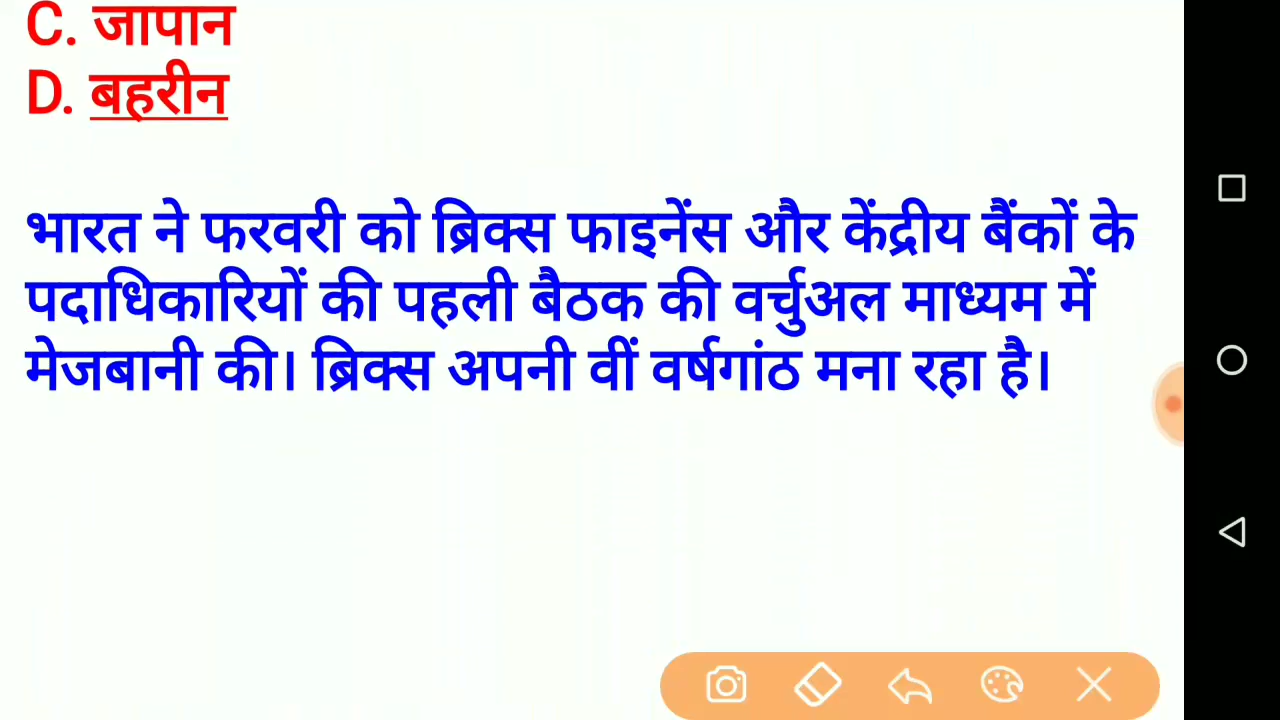 C. जापान
D. बहरीन
भारत ने फरवरी को ब्रिक्स फाइनेंस और केंद्रीय बैंकों के
पदाधिकारियों की पहली बैठक की वर्चुअल माध्यम में
मेजबानी की। ब्रिक्स अपनी वीं वर्षगांठ मना रहा है।